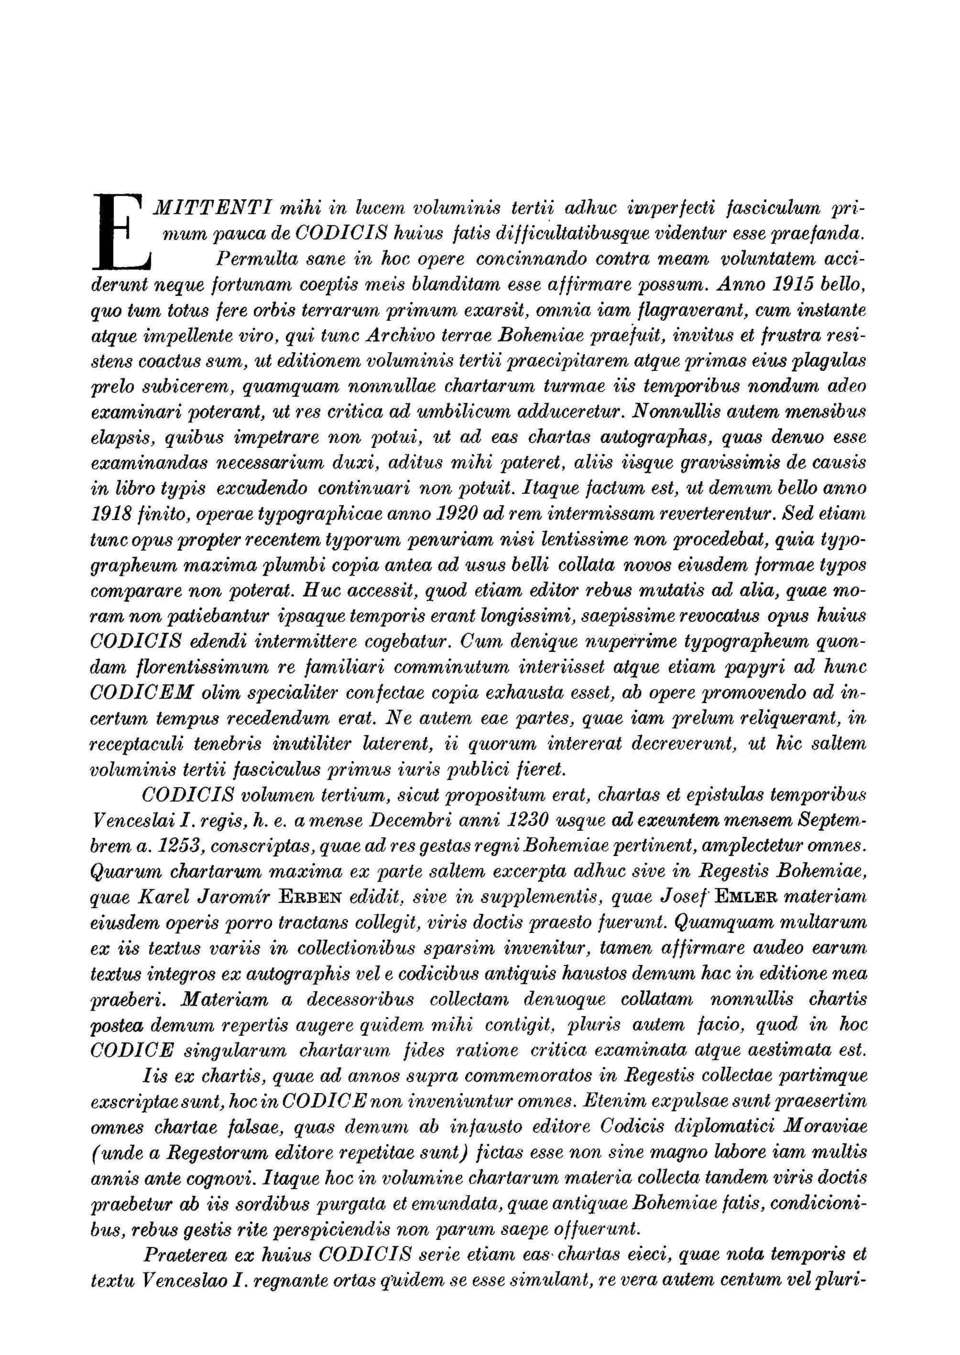 EMITTENTI mihi in lucem voluminis tertii adhuc imperfecti fasciculum pri-
mum pauca de CODICIS huius fatis difficultatibusque videntur esse praefanda.
Permulta sane in hoc opere concinnando contra meam voluntatem acci-
derunt neque fortunam coeptis meis blanditam esse affirmare possum. Anno 1915 bello,
quo tum totus fere orbis terrarum primum exarsit, omnia iam flagraverant, cum instante
atque impellente viro, qui tunc Archivo terrae Bohemiae praefuit, invitus et frustra resi-
stens coactus sum, ut editionem voluminis tertii praecipitarem atque primas eius plagulas
prelo subicerem, quamquam nonnullae chartarum turmae iis temporibus nondum adeo
examinari poterant, ut res critica ad umbilicum adduceretur. Nonnullis autem mensibus
elapsis, quibus impetrare non potui, ut ad eas chartas autographas, quas denuo esse
examinandas necessarium duxi, aditus mihi pateret, aliis iisque gravissimis de causis
in libro typis excudendo continuari non potuit. Itaque factum est, ut demum bello anno
1918 finito, operae typographicae anno 1920 ad rem intermissam reverterentur. Sed etiam
tunc opus propter recentem typorum penuriam nisi lentissime non procedebat, quia typo-
grapheum maxima plumbi copia antea ad usus belli collata novos eiusdem formae typos
comparare non poterat. Huc accessit, quod etiam editor rebus mutatis ad alia, quae mo-
ram non patiebantur ipsaque temporis erant longissimi, saepissime revocatus opus huius
CODICIS edendi intermittere cogebatur. Cum denique nuperrime typographeum quon-
dam florentissimum re familiari comminutum interiisset atque etiam papyri ad hunc
CODICEM olim specialiter confectae copia exhausta esset, ab opere promovendo ad in-
certum tempus recedendum erat. Ne autem eae partes, quae iam prelum reliquerant, in
receptaculi tenebris inutiliter laterent, ii quorum intererat decreverunt, ut hic saltem
voluminis tertii fasciculus primus iuris publici fieret.
CODICIS volumen tertium, sicut propositum erat, chartas et epistulas temporibus
Venceslai I. regis, h. e. a mense Decembri anni 1230 usque ad exeuntem mensem Septem-
brem a. 1253, conscriptas, quae ad res gestas regni Bohemiae pertinent, amplectetur omnes.
Quarum chartarum maxima ex parte saltem excerpta adhuc sive in Regestis Bohemiae,
quae Karel Jaromír ERBEN edidit, sive in supplementis, quae Josef EMLER materiam
eiusdem operis porro tractans collegit, viris doctis praesto fuerunt. Quamquam multarum
ex iis textus variis in collectionibus sparsim invenitur, tamen affirmare audeo earum
textus integros ex autographis vel e codicibus antiquis haustos demum hac in editione mea
praeberi. Materiam a decessoribus collectam denuoque collatam nonnullis chartis
postea demum repertis augere quidem mihi contigit, pluris autem facio, quod in hoc
CODICE singularum chartarum fides ratione critica examinata atque aestimata est.
Iis ex chartis, quae ad annos supra commemoratos in Regestis collectae partimque
exscriptae sunt, hoc in CODICE non inveniuntur omnes. Etenim expulsae sunt praesertim
omnes chartae falsae, quas demum ab infausto editore Codicis diplomatici Moraviae
(unde a Regestorum editore repetitae sunt) fictas esse non sine magno labore iam multis
annis ante cognovi. Itaque hoc in volumine chartarum materia collecta tandem viris doctis
praebetur ab iis sordibus purgata et emundata, quae antiquae Bohemiae fatis, condicioni-
bus, rebus gestis rite perspiciendis non parum saepe offuerunt.
Praeterea ex huius CODICIS serie etiam eas chartas eieci, quae nota temporis et
textu Venceslao I. regnante ortas quidem se esse simulant, re vera autem centum vel pluri-